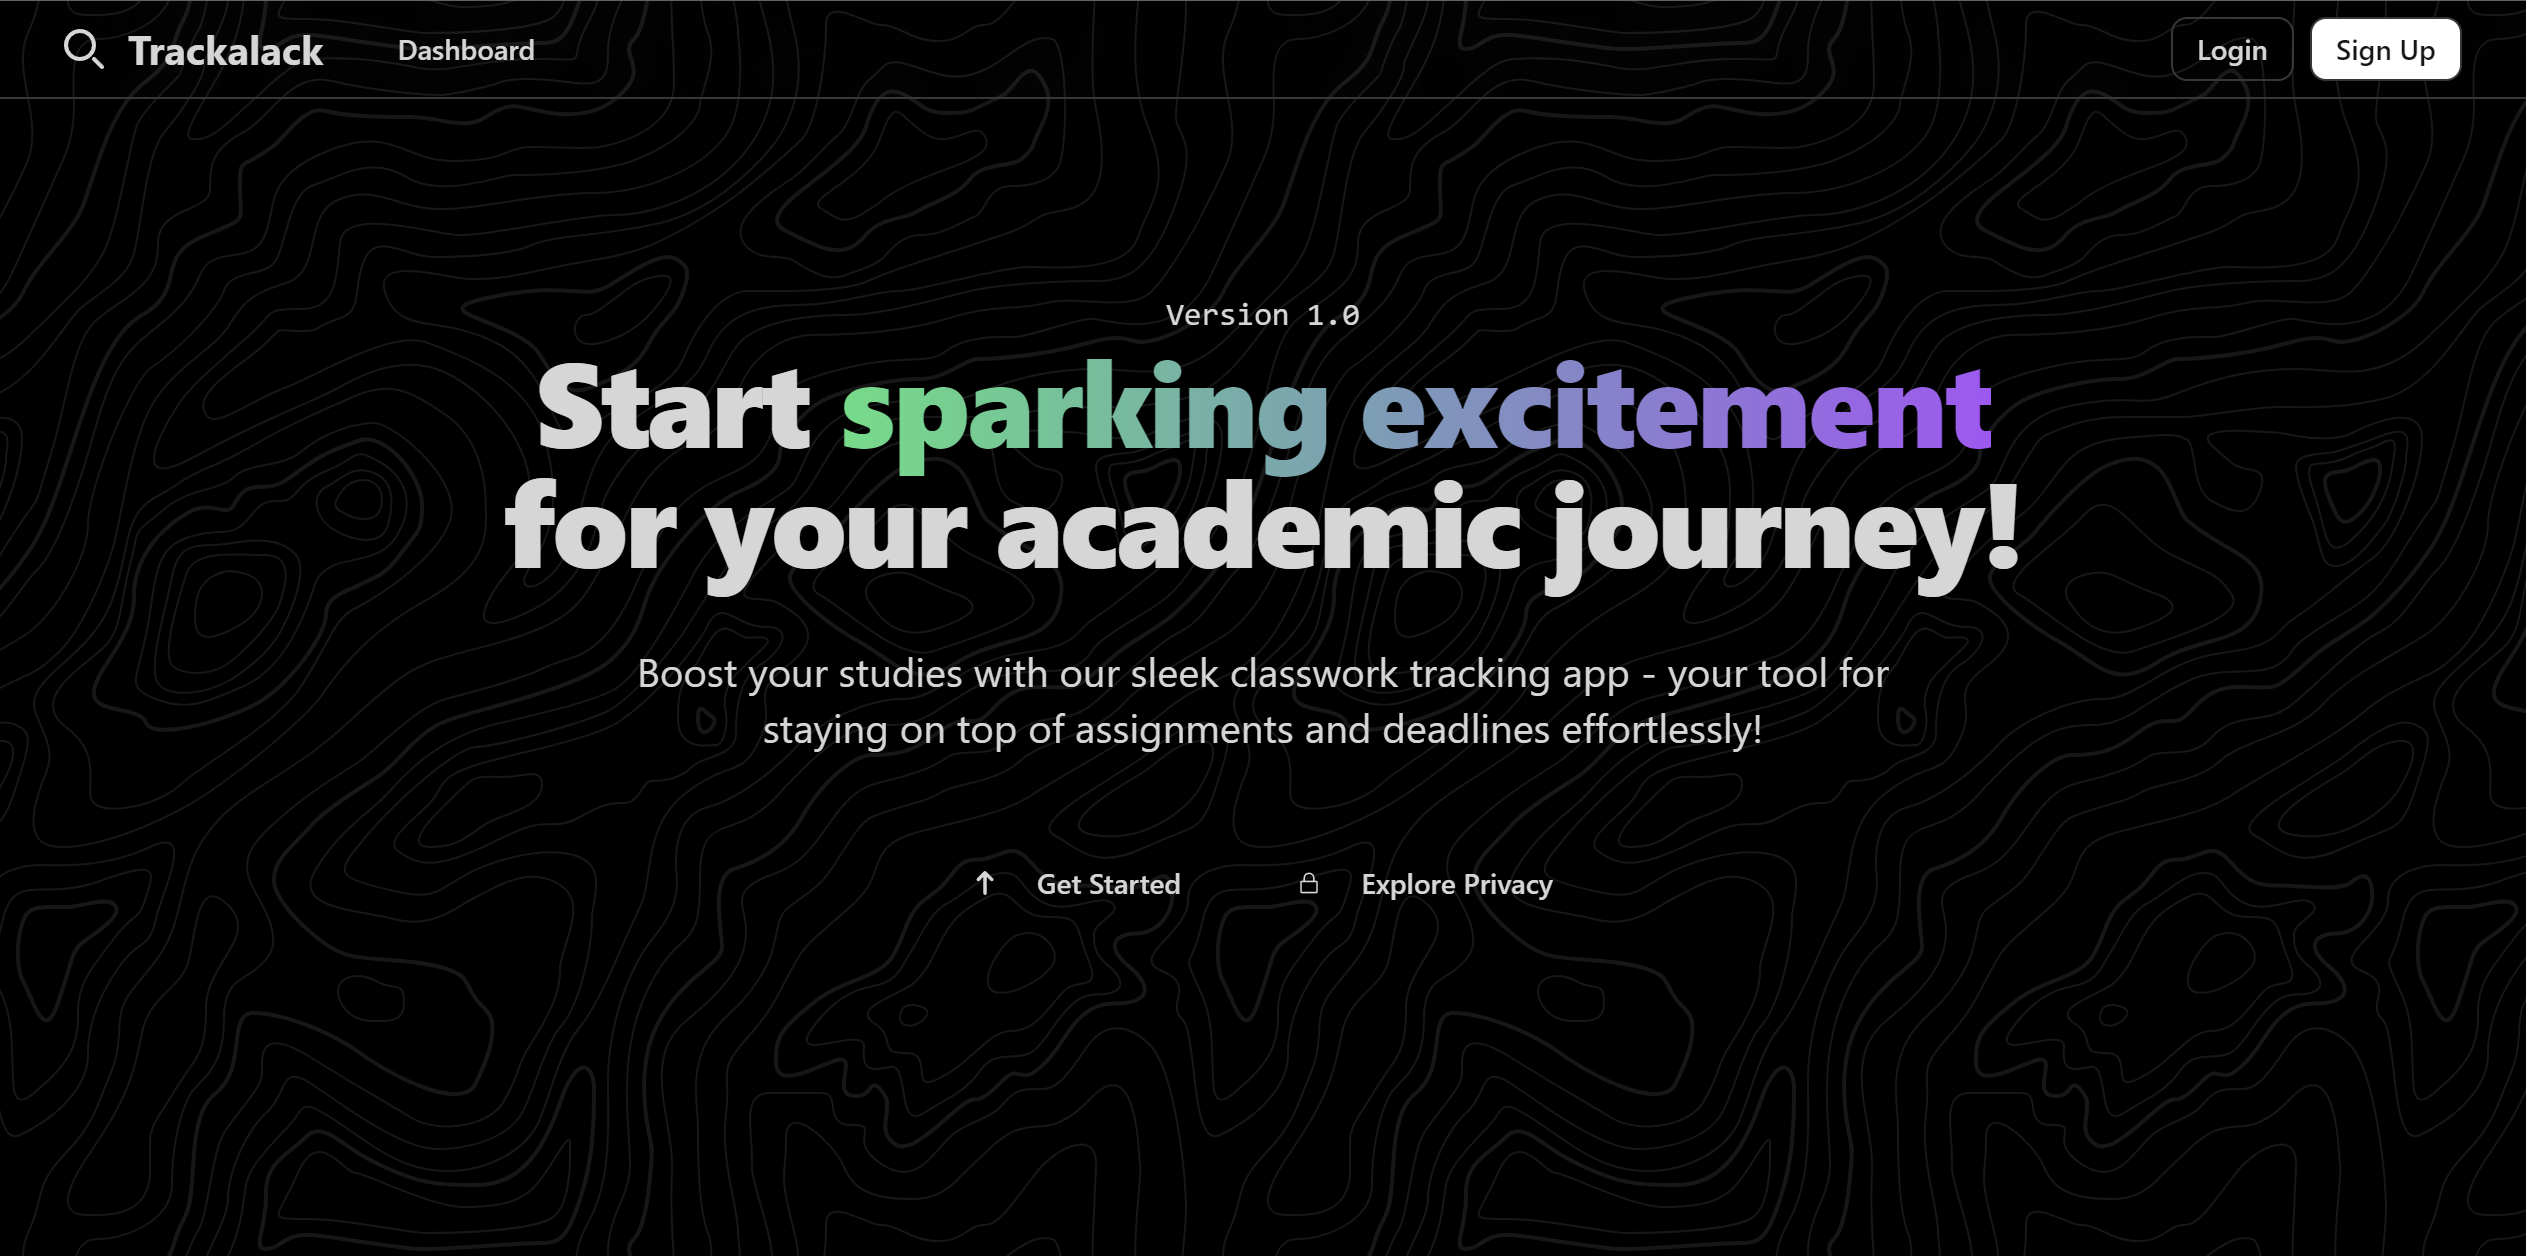 Trackalack
Dashboard
Login
Sign Up
Version 1.0
Start sparking excitement
for your academic journey!
Boost your studies with our sleek classwork tracking app - your tool for
staying on top of assignments and deadlines effortlessly!
Get Started
Explore Privacy